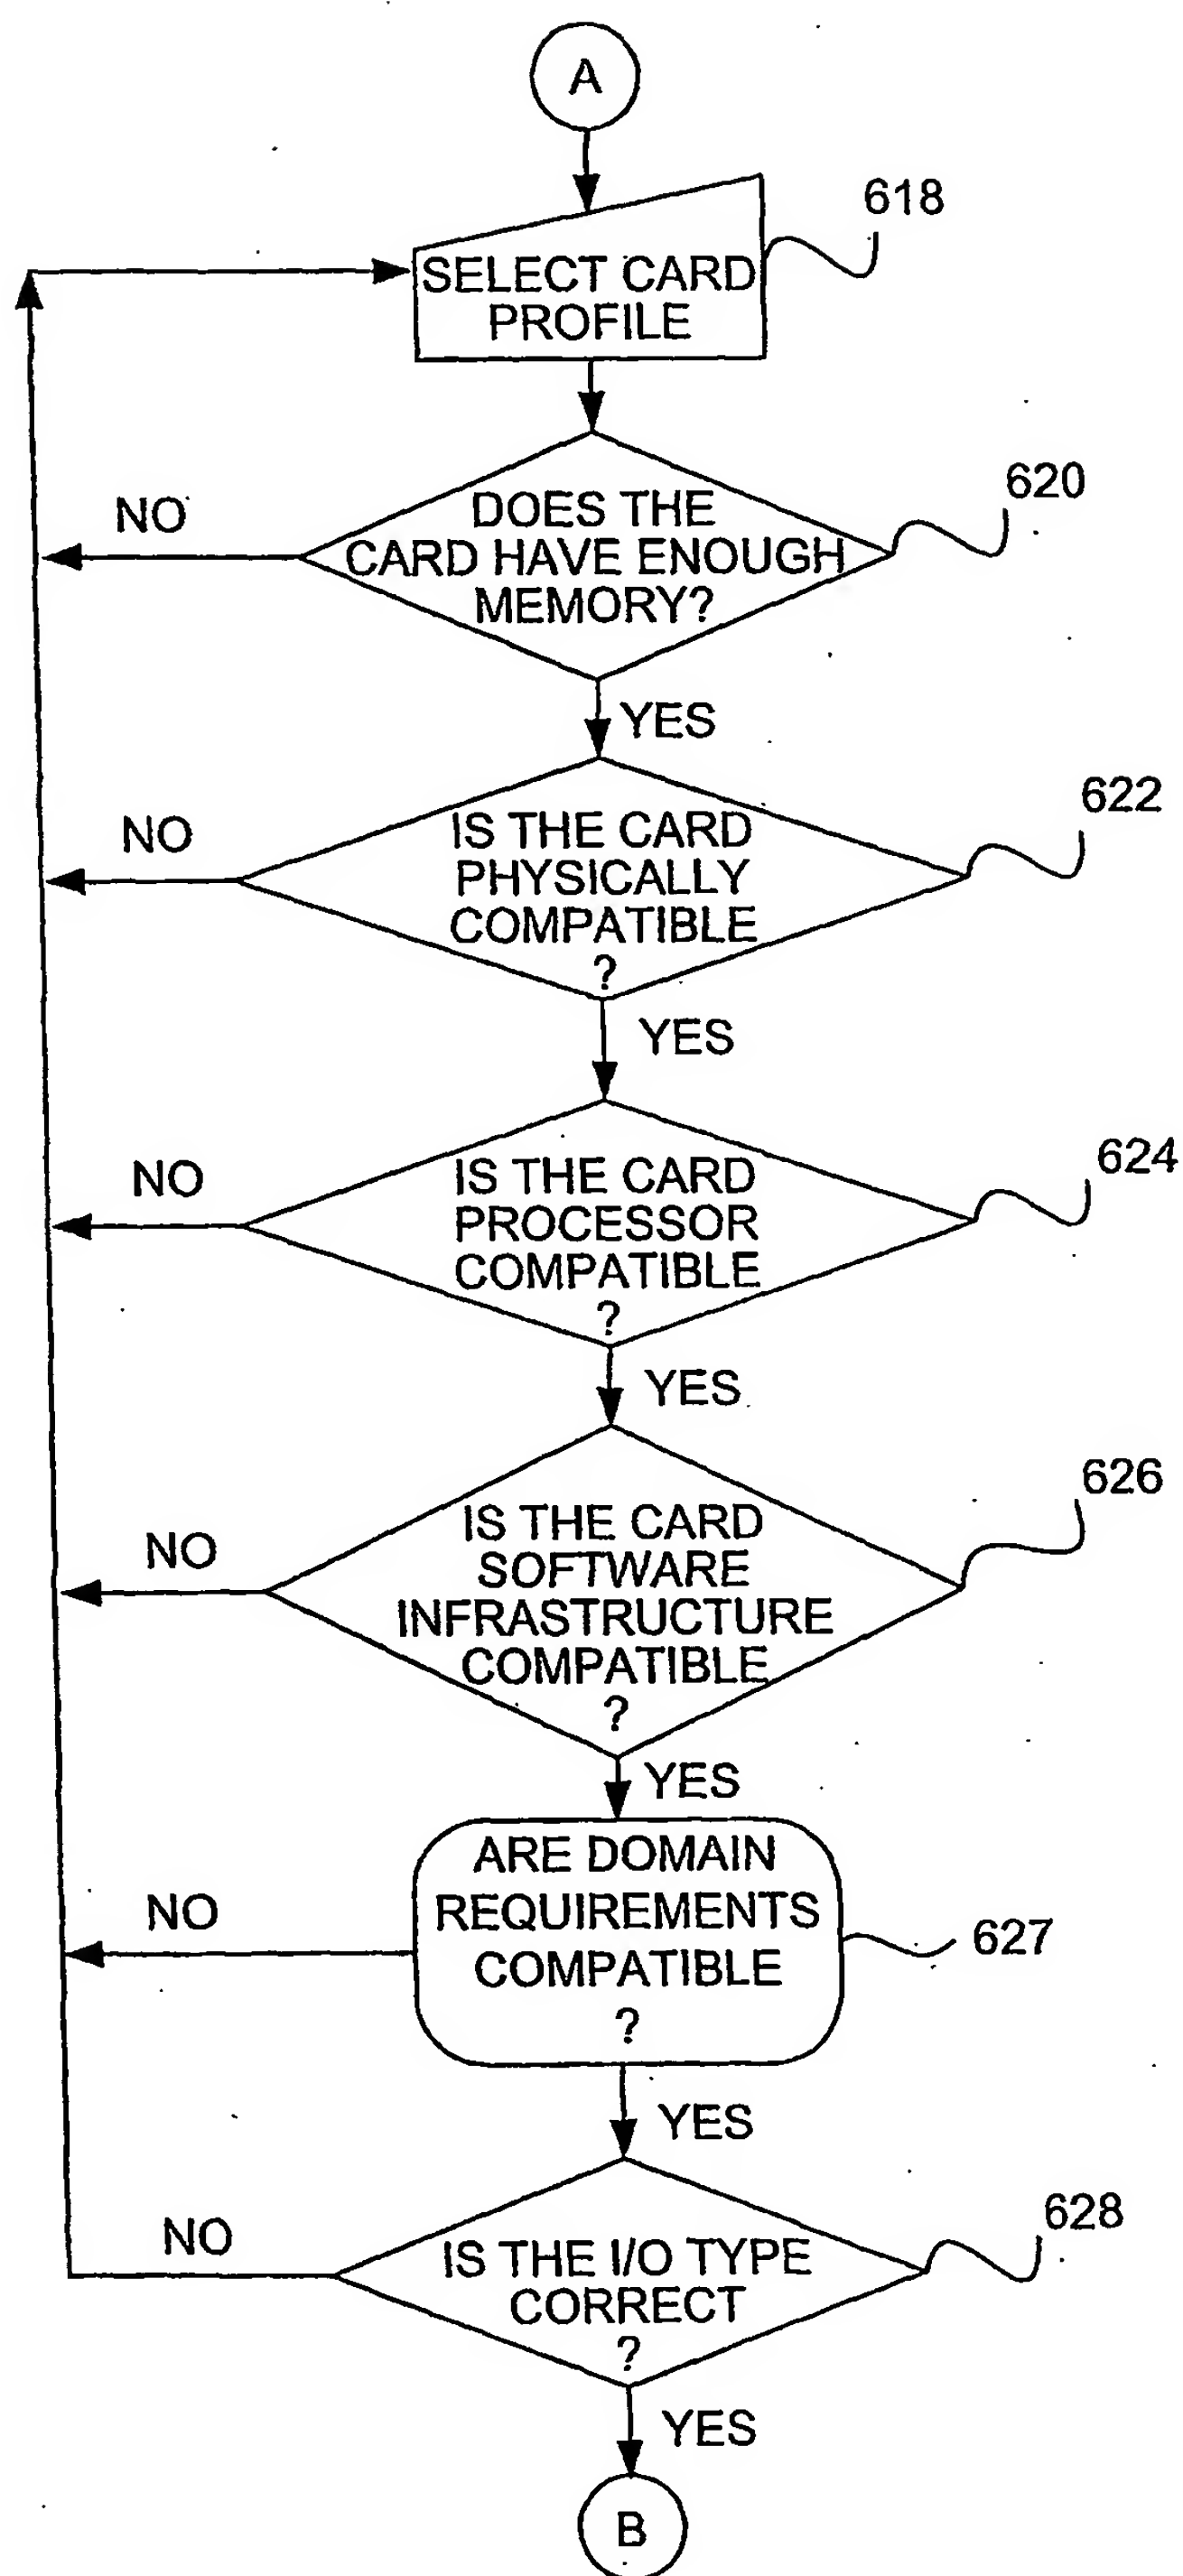 A
618
SELECT CARD
PROFILE
620
NO
DOES THE
CARD HAVE ENOUGH
MEMORY?
YES
622
NO
IS THE CARD
PHYSICALLY
COMPATIBLE
?
YES
624
NO
IS THE CARD
PROCESSOR
COMPATIBLE
?
YES
626
NO
IS THE CARD
SOFTWARE
INFRASTRUCTURE
COMPATIBLE
?
YES
NO
ARE DOMAIN
REQUIREMENTS
COMPATIBLE
?
627
YES
628
NO
IS THE I/O TYPE
CORRECT
?
YES
B